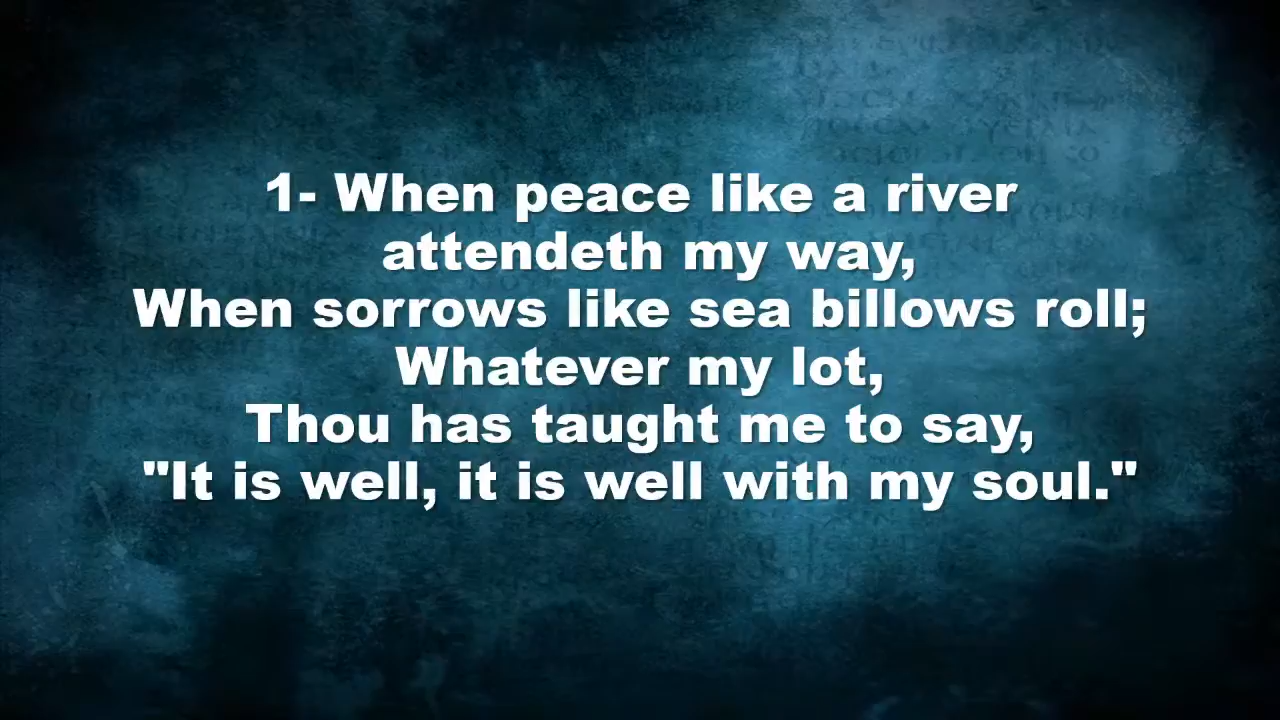 1- When peace like a river
attendeth my way,
When sorrows like sea billows roll;
Whatever my lot,
Thou has taught me to say,
"It is well, it is well with my soul."